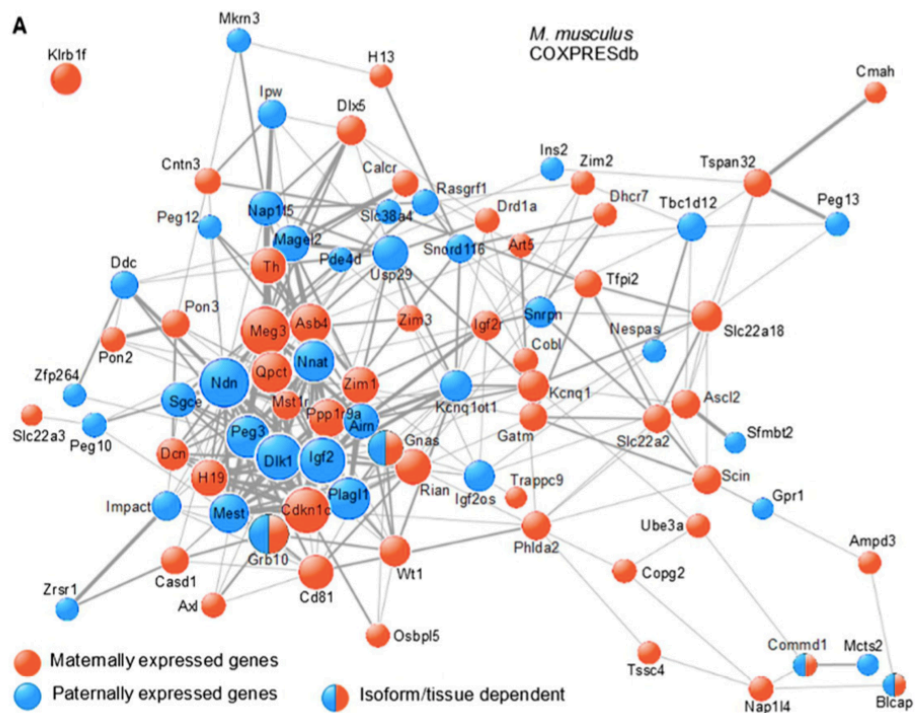 A
Mkrn3
M. musculus
COXPRESdb
Klrb1f
H13
Cmah
Ipw
Dlx5
Ins2
Zim2
Tspan32
Cntn3
Calcr
Rasgrf1
Dhcr7
Tbc1d12
Peg13
Peg12
Nap1l5
Slc38a4
Drd1a
Magel2
Pde4d
Usp29
Snord116
Art5
Ddc
Th
Tfpi2
Pon3
Meg3
Asb4
Zim3
Igf2r
Snrpn
Nespas
Slc22a18
Pon2
Nnat
Cobl
Zfp264
Ndn
Qpct
Zim1
Kcnq1ot1
Kcnq1
Ascl2
Slc22a3
Sgce
Mst1r
Ppp1r9a
Airn
Gatm
Slc22a2
Sfmbt2
Peg10
Peg3
Gnas
Dcn
Dlk1
Igf2
Rian
Igf2os
Trappc9
Scin
H19
Plagl1
Gpr1
Impact
Mest
Cdkn1c
Phlda2
Ube3a
Grb10
Wt1
Ampd3
Casd1
Cd81
Copg2
Zrsr1
Axl
Osbpl5
Commd1
Mcts2
Tssc4
Nap1l4
Blcap
Maternally expressed genes
Paternally expressed genes
Isoform/tissue dependent